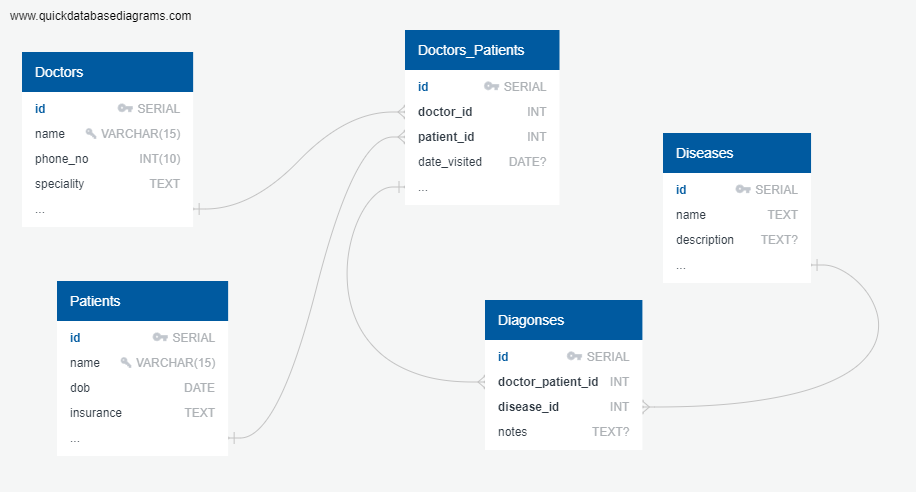 www.quickdatabasediagrams.com
Doctors
id SERIAL
name VARCHAR(15)
phone_no INT(10)
speciality TEXT
...
Doctors_Patients
id SERIAL
doctor_id INT
patient_id INT
date_visited DATE?
...
Diseases
id SERIAL
name TEXT
description TEXT?
...
Patients
id SERIAL
name VARCHAR(15)
dob DATE
insurance TEXT
...
Diagonses
id SERIAL
doctor_patient_id INT
disease_id INT
notes TEXT?